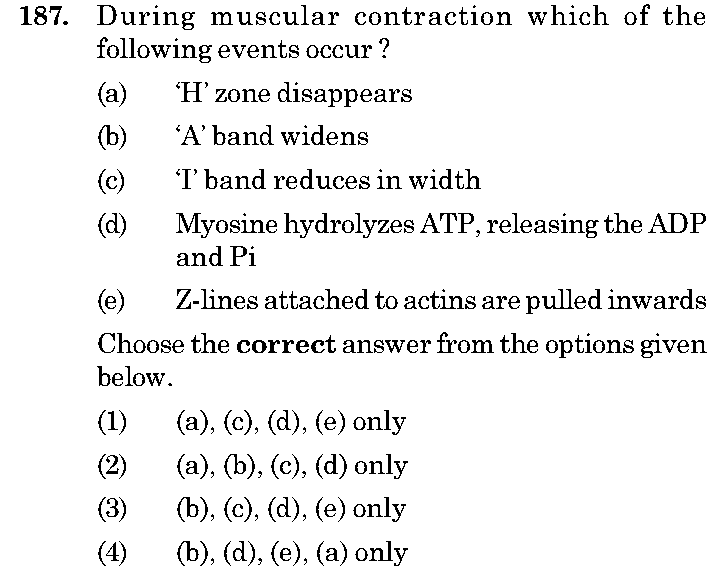 187. During muscular contraction which of the
following events occur ?
(a) ‘H’ zone disappears
(b) ‘A’ band widens
(c) ‘I’ band reduces in width
(d) Myosine hydrolyzes ATP, releasing the ADP
and Pi
(e) Z-lines attached to actins are pulled inwards
Choose the correct answer from the options given
below.
(1) (a), (c), (d), (e) only
(2) (a), (b), (c), (d) only
(3) (b), (c), (d), (e) only
(4) (b), (d), (e), (a) only